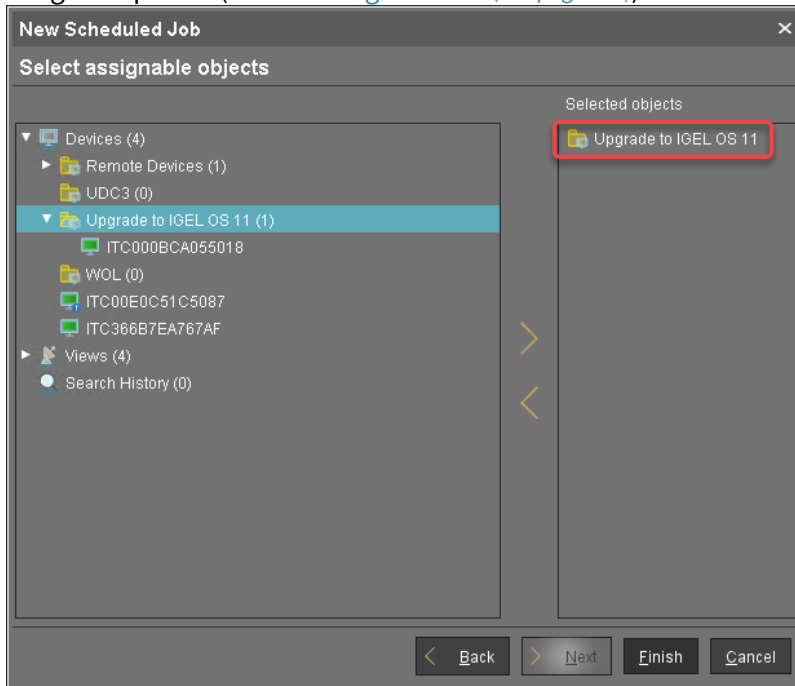 New Scheduled Job
Select assignable objects
Selected objects
Devices (4)
Remote Devices (1)
UDC3 (0)
Upgrade to IGEL OS 11 (1)
ITC000BCA055018
WOL (0)
ITC00E0C51C5087
ITC366B7EA767AF
Views (4)
Search History (0)
Upgrade to IGEL OS 11
Back
Next
Finish
Cancel